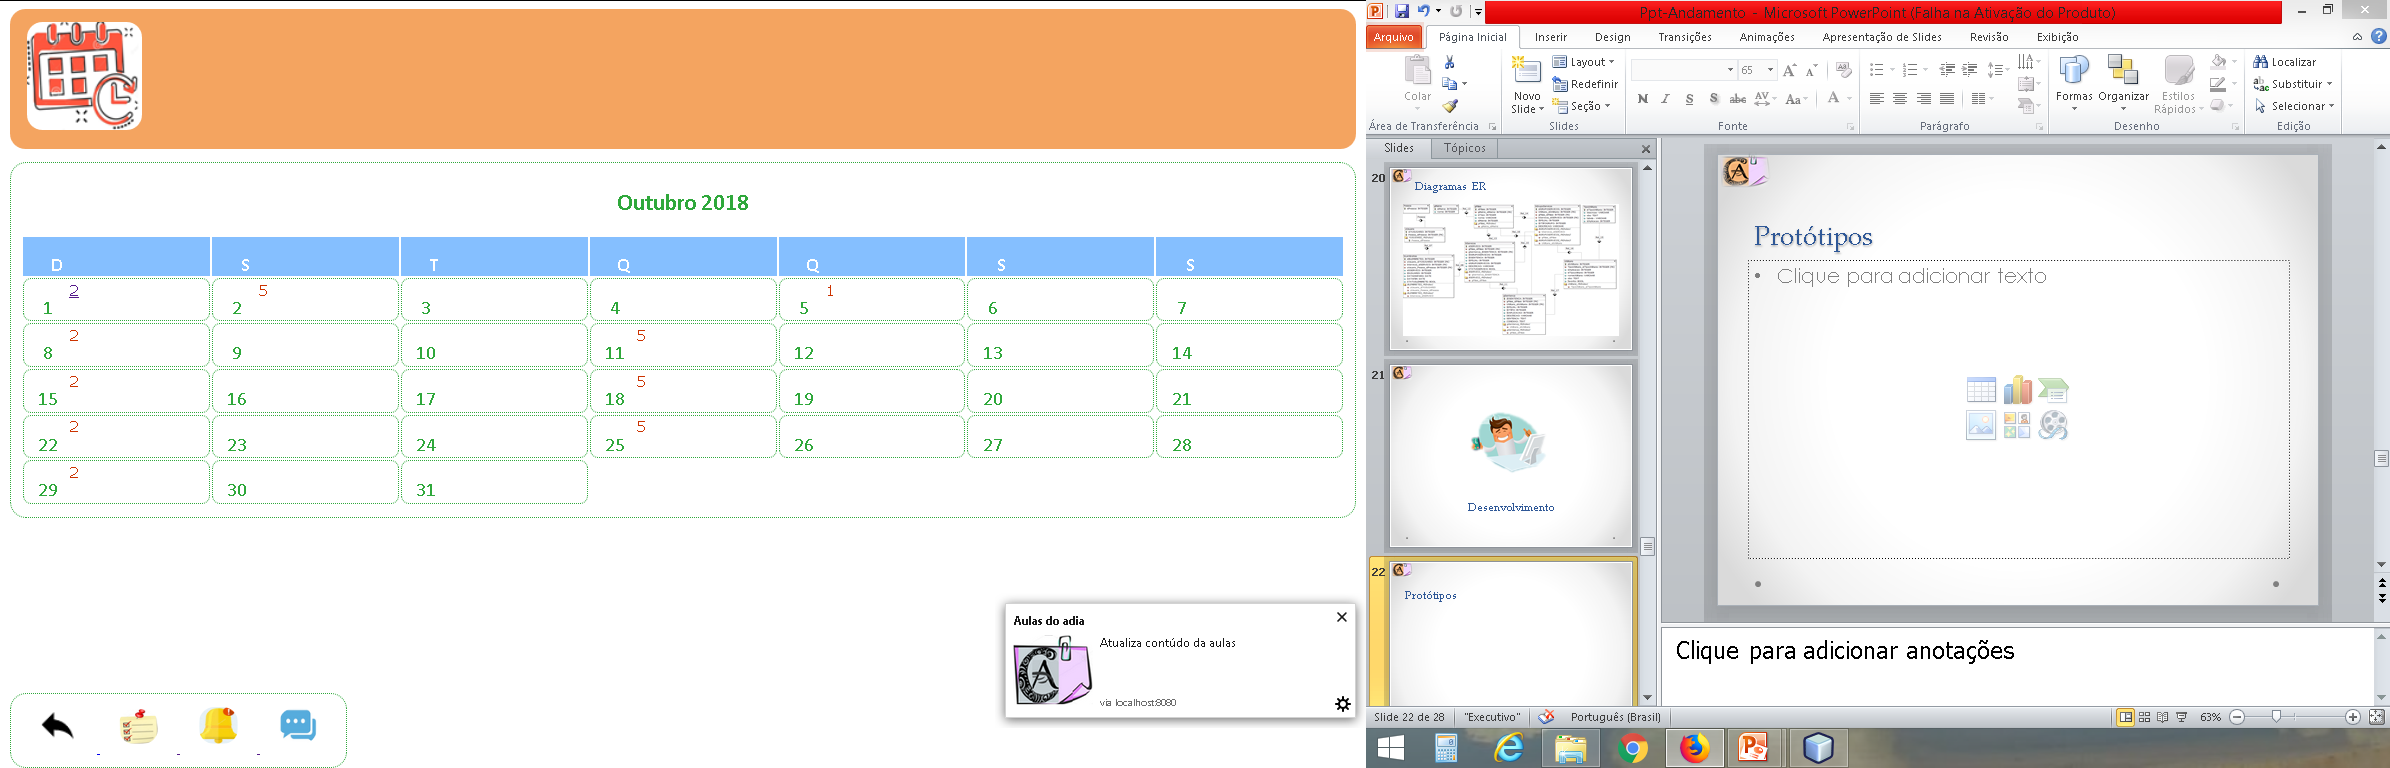 Outubro 2018
D S T Q Q S S
2 5 1
1 2 3 4 5 6 7
2 5
8 9 10 11 12 13 14
2 5
15 16 17 18 19 20 21
2 5
22 23 24 25 26 27 28
2
29 30 31
Aulas do adia
Atualiza contúdo da aulas
via localhost:8080
Ppt-Andamento - Microsoft PowerPoint (Falha na Ativação do Produto)
Arquivo Página Inicial Inserir Design Transições Animações Apresentação de Slides Revisão Exibição
Colar
Área de Transferência
Novo Slide
Layout
Redefinir
Seção
Slides
65
N I S S abc AV Aa A
Fonte
Parágrafo
Formas Organizar Estilos Rápidos
Desenho
Localizar
Substituir
Selecionar
Edição
Slides Tópicos
20
Diagramas ER
21
Desenvolvimento
22
Protótipos
Protótipos
• Clique para adicionar texto
Clique para adicionar anotações
Slide 22 de 28 "Executivo" Português (Brasil) 63%